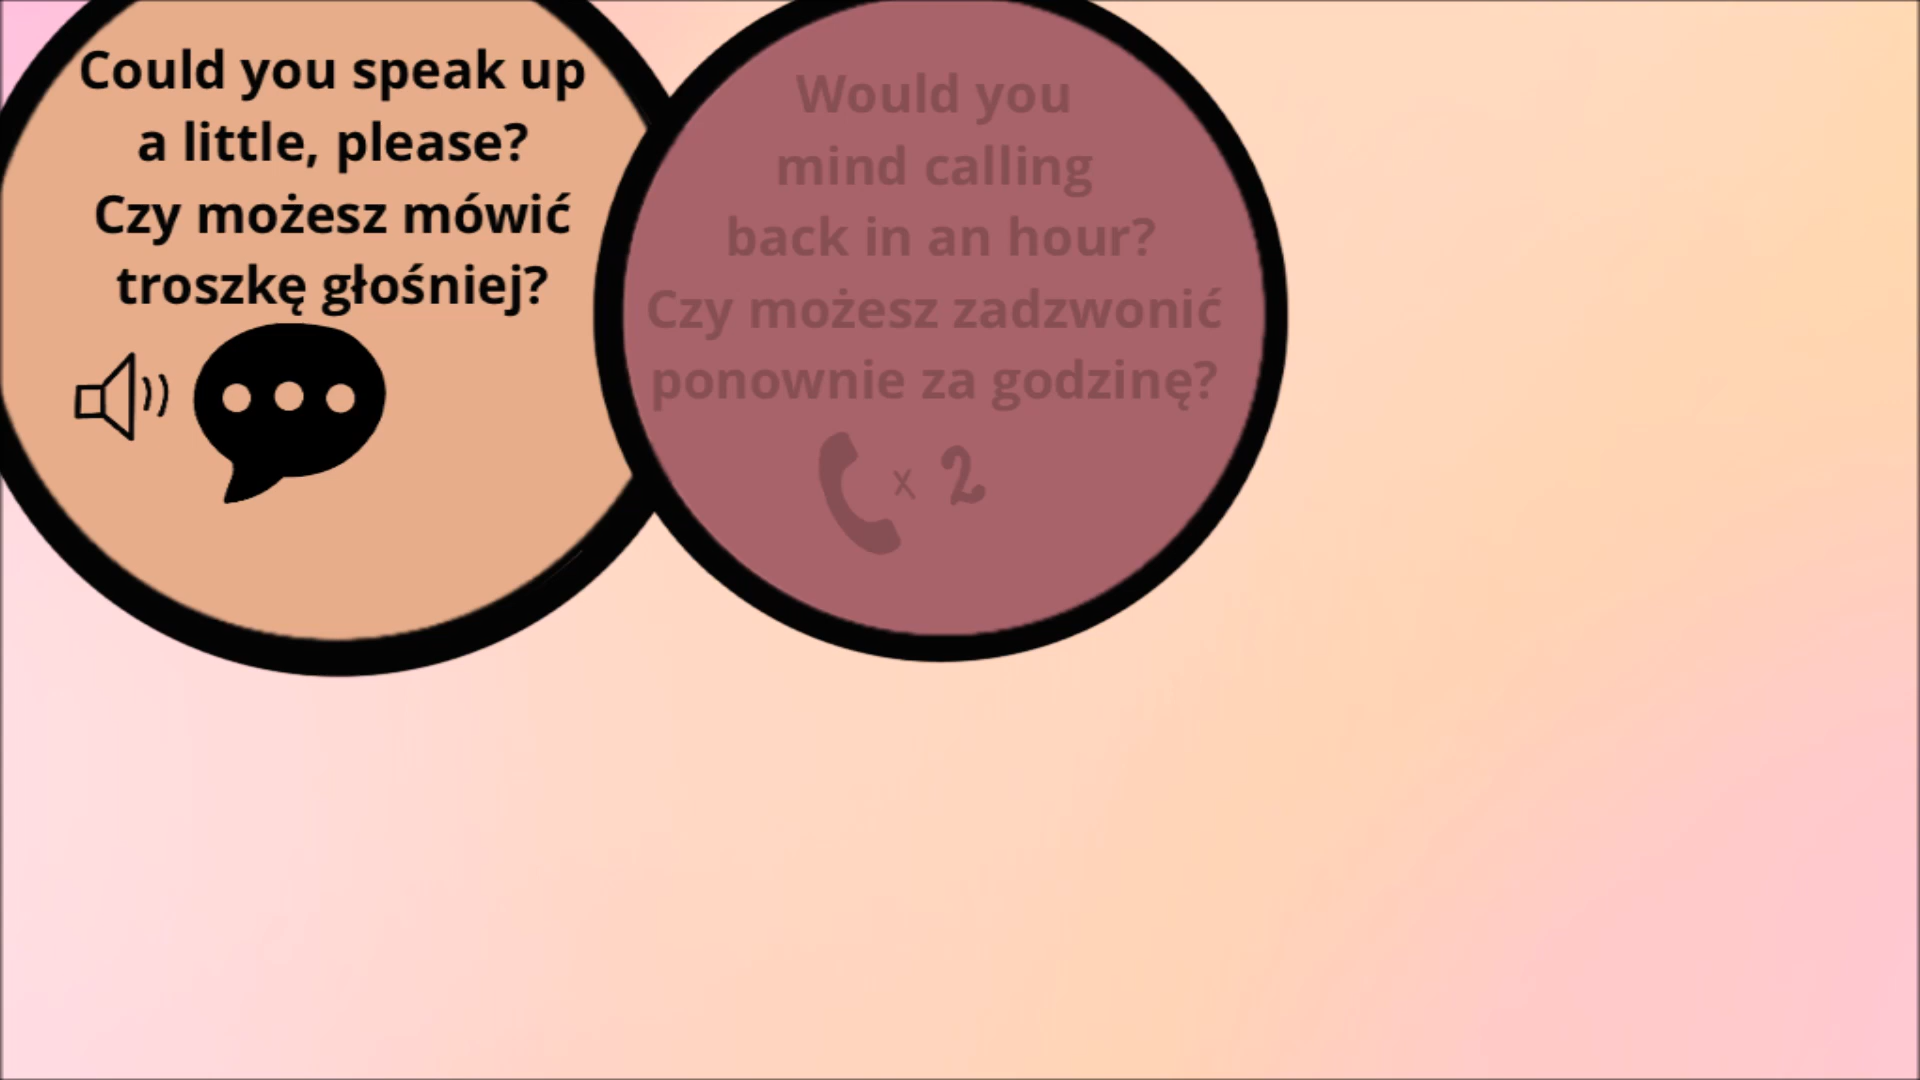 Could you speak up
a little, please?
Czy możesz mówić
troszkę głośniej?
Would you
mind calling
back in an hour?
Czy możesz zadzwonić
ponownie za godzinę?
x 2